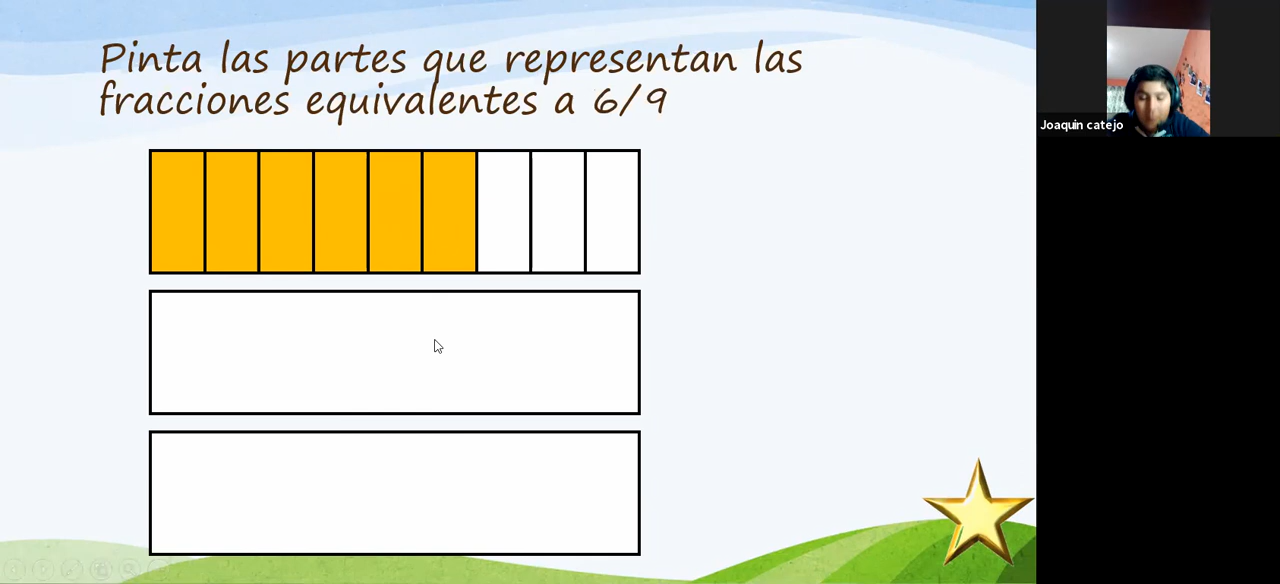 Pinta las partes que representan las
fracciones equivalentes a 6/9
Joaquin catejo